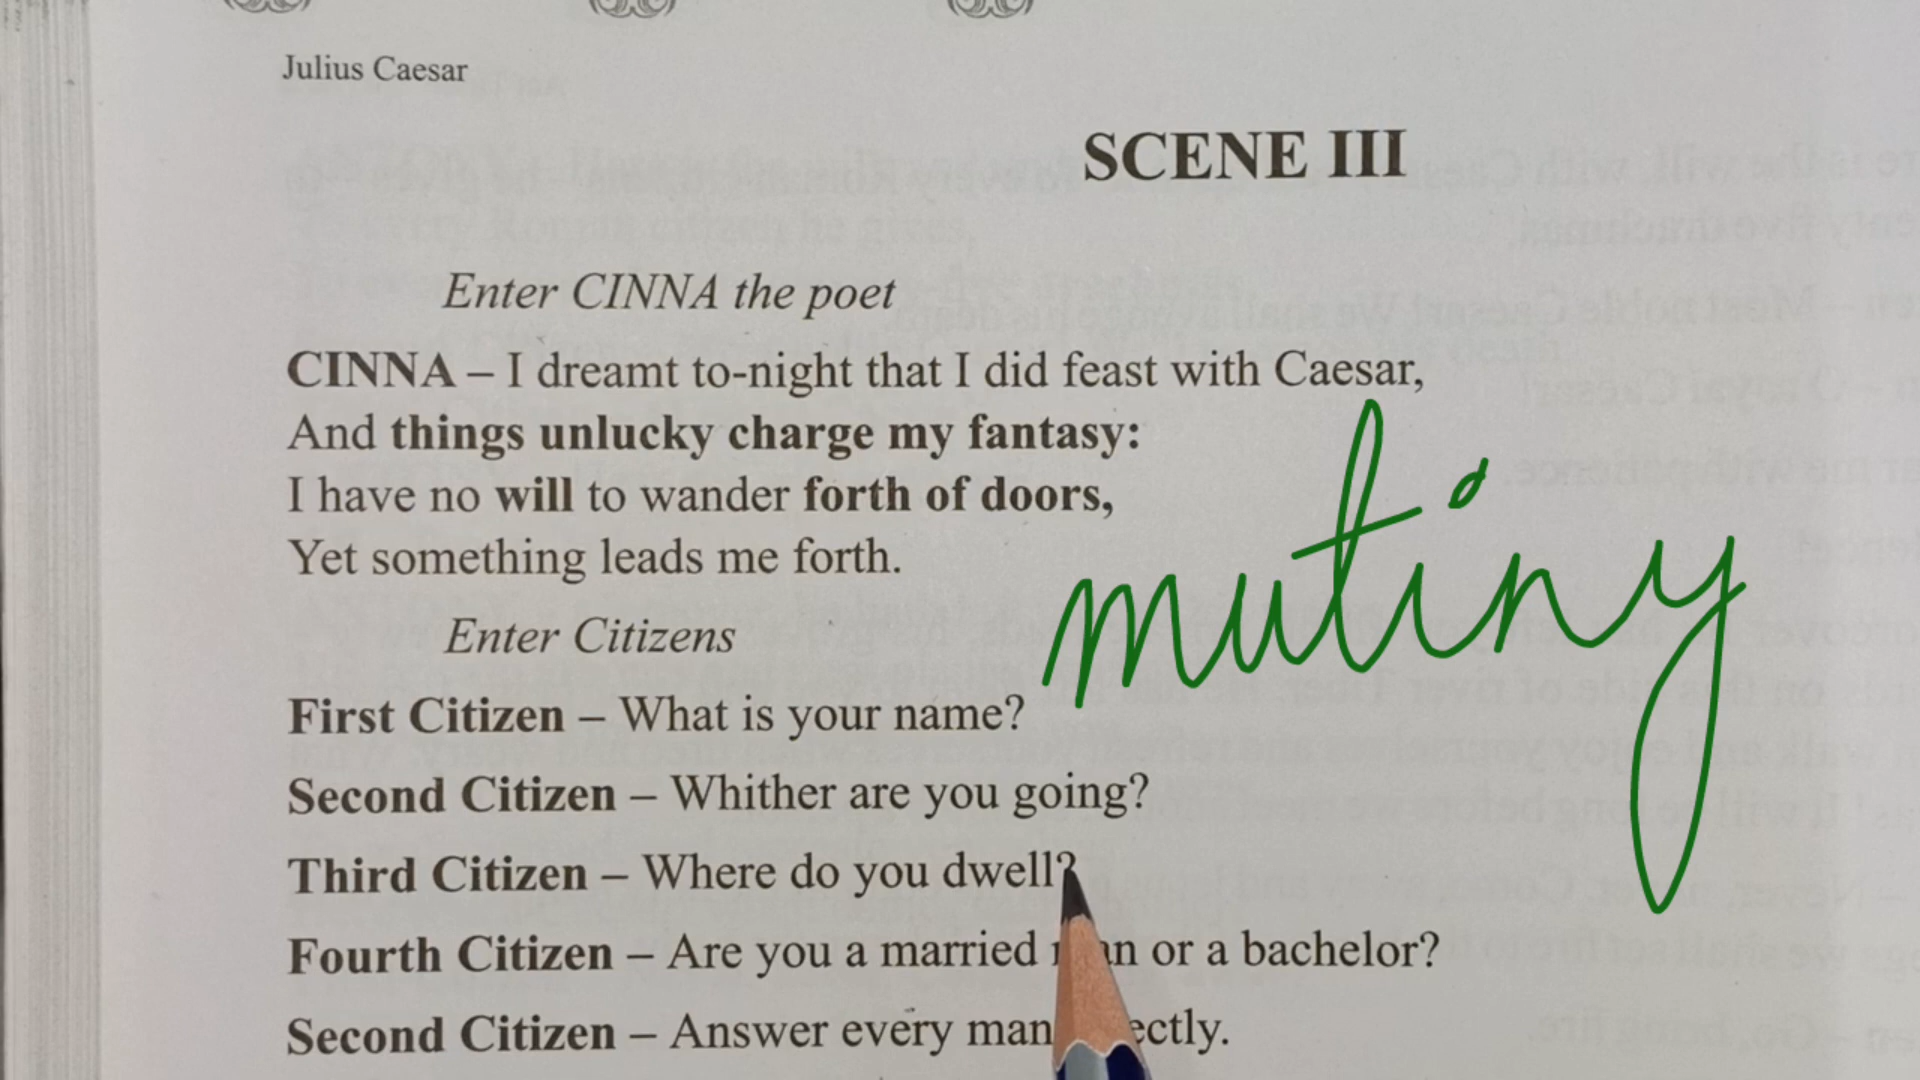 Julius Caesar
SCENE III
Enter CINNA the poet
CINNA – I dreamt to-night that I did feast with Caesar,
And things unlucky charge my fantasy:
I have no will to wander forth of doors,
Yet something leads me forth.
mutiny
Enter Citizens
First Citizen – What is your name?
Second Citizen – Whither are you going?
Third Citizen – Where do you dwell?
Fourth Citizen – Are you a married or a bachelor?
Second Citizen – Answer every man